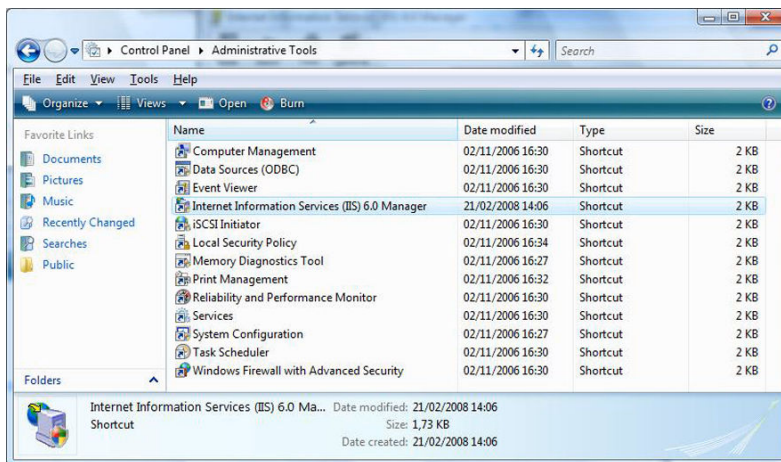 Internet Information Services (IIS) 6.0 Manager
Control Panel Administrative Tools Search
File Edit View Tools Help
Organize Views Open Burn
Favorite Links
Documents
Pictures
Music
Recently Changed
Searches
Public
Folders
Name Date modified Type Size
Computer Management 02/11/2006 16:30 Shortcut 2 KB
Data Sources (ODBC) 02/11/2006 16:30 Shortcut 2 KB
Event Viewer 02/11/2006 16:30 Shortcut 2 KB
Internet Information Services (IIS) 6.0 Manager 21/02/2008 14:06 Shortcut 2 KB
iSCSI Initiator 02/11/2006 16:30 Shortcut 2 KB
Local Security Policy 02/11/2006 16:34 Shortcut 2 KB
Memory Diagnostics Tool 02/11/2006 16:27 Shortcut 2 KB
Print Management 02/11/2006 16:32 Shortcut 2 KB
Reliability and Performance Monitor 02/11/2006 16:30 Shortcut 2 KB
Services 02/11/2006 16:30 Shortcut 2 KB
System Configuration 02/11/2006 16:27 Shortcut 2 KB
Task Scheduler 02/11/2006 16:30 Shortcut 2 KB
Windows Firewall with Advanced Security 02/11/2006 16:30 Shortcut 2 KB
Internet Information Services (IIS) 6.0 Ma... Date modified: 21/02/2008 14:06
Shortcut Size: 1,73 KB
Date created: 21/02/2008 14:06